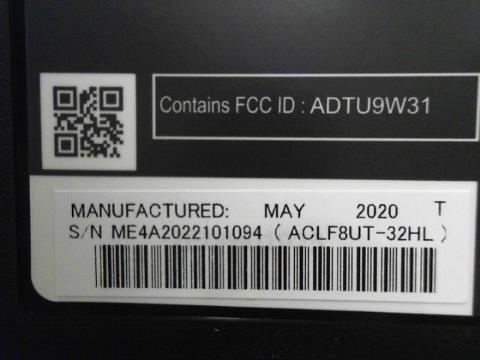 Contains FCC ID : ADTU9W31
MANUFACTURED: MAY 2020 T
S/N ME4A2022101094 ( ACLF8UT-32HL )